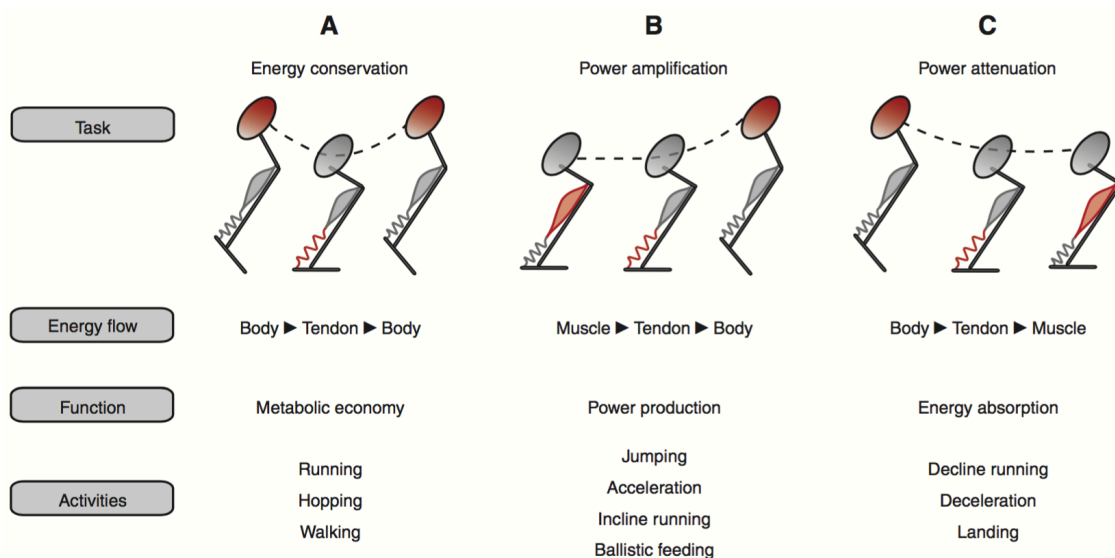 A
B
C
Energy conservation
Power amplification
Power attenuation
Task
Energy flow
Body ▶ Tendon ▶ Body
Muscle ▶ Tendon ▶ Body
Body ▶ Tendon ▶ Muscle
Function
Metabolic economy
Power production
Energy absorption
Activities
Running
Hopping
Walking
Jumping
Acceleration
Incline running
Ballistic feeding
Decline running
Deceleration
Landing